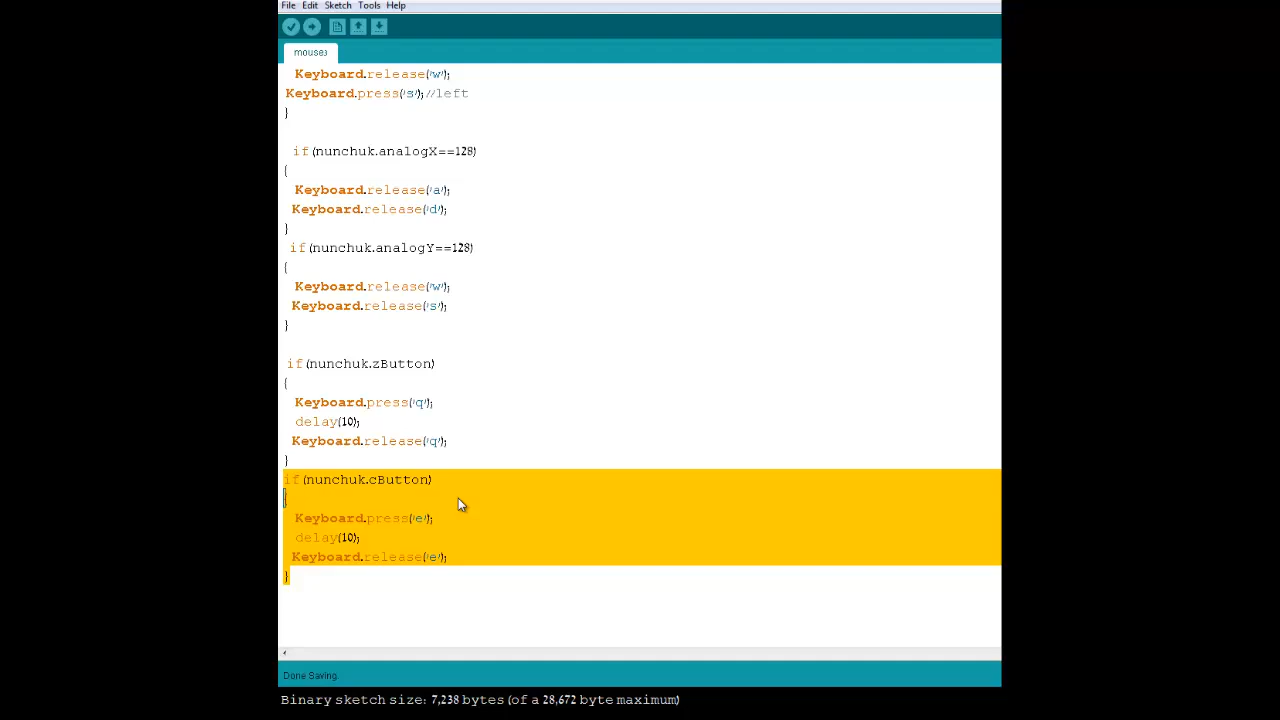 File Edit Sketch Tools Help
mouse3
Keyboard.release('w');
Keyboard.press('s');//left
}
if(nunchuk.analogX==128)
{
Keyboard.release('a');
Keyboard.release('d');
}
if(nunchuk.analogY==128)
{
Keyboard.release('w');
Keyboard.release('s');
}
if(nunchuk.zButton)
{
Keyboard.press('q');
delay(10);
Keyboard.release('q');
}
if(nunchuk.cButton)
{
Keyboard.press('e');
delay(10);
Keyboard.release('e');
}
Done Saving.
Binary sketch size: 7,238 bytes (of a 28,672 byte maximum)